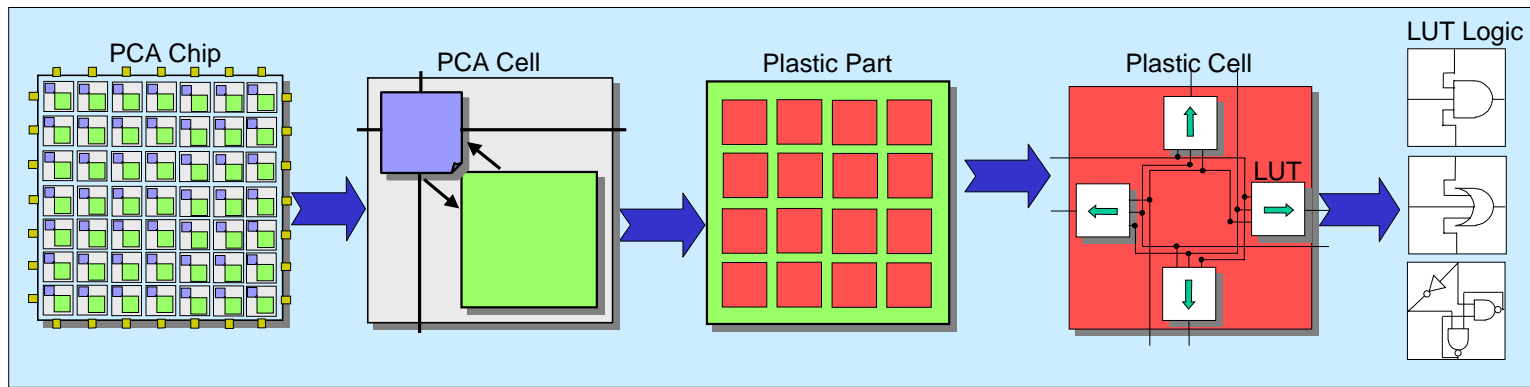 PCA Chip
PCA Cell
Plastic Part
Plastic Cell
LUT Logic
LUT